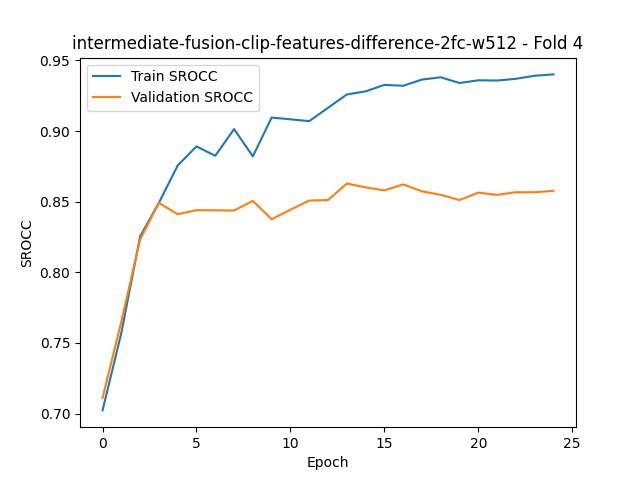 intermediate-fusion-clip-features-difference-2fc-w512 - Fold 4
Train SROCC
Validation SROCC
SROCC
0.95
0.90
0.85
0.80
0.75
0.70
0 5 10 15 20 25
Epoch